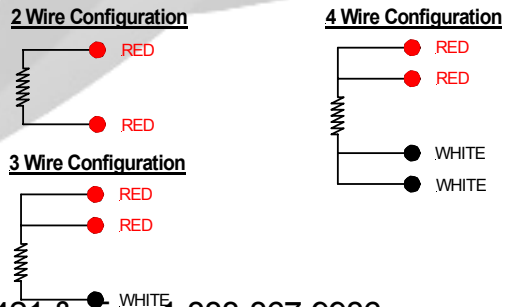 2 Wire Configuration
RED
RED
3 Wire Configuration
RED
RED
WHITE
4 Wire Configuration
RED
RED
WHITE
WHITE